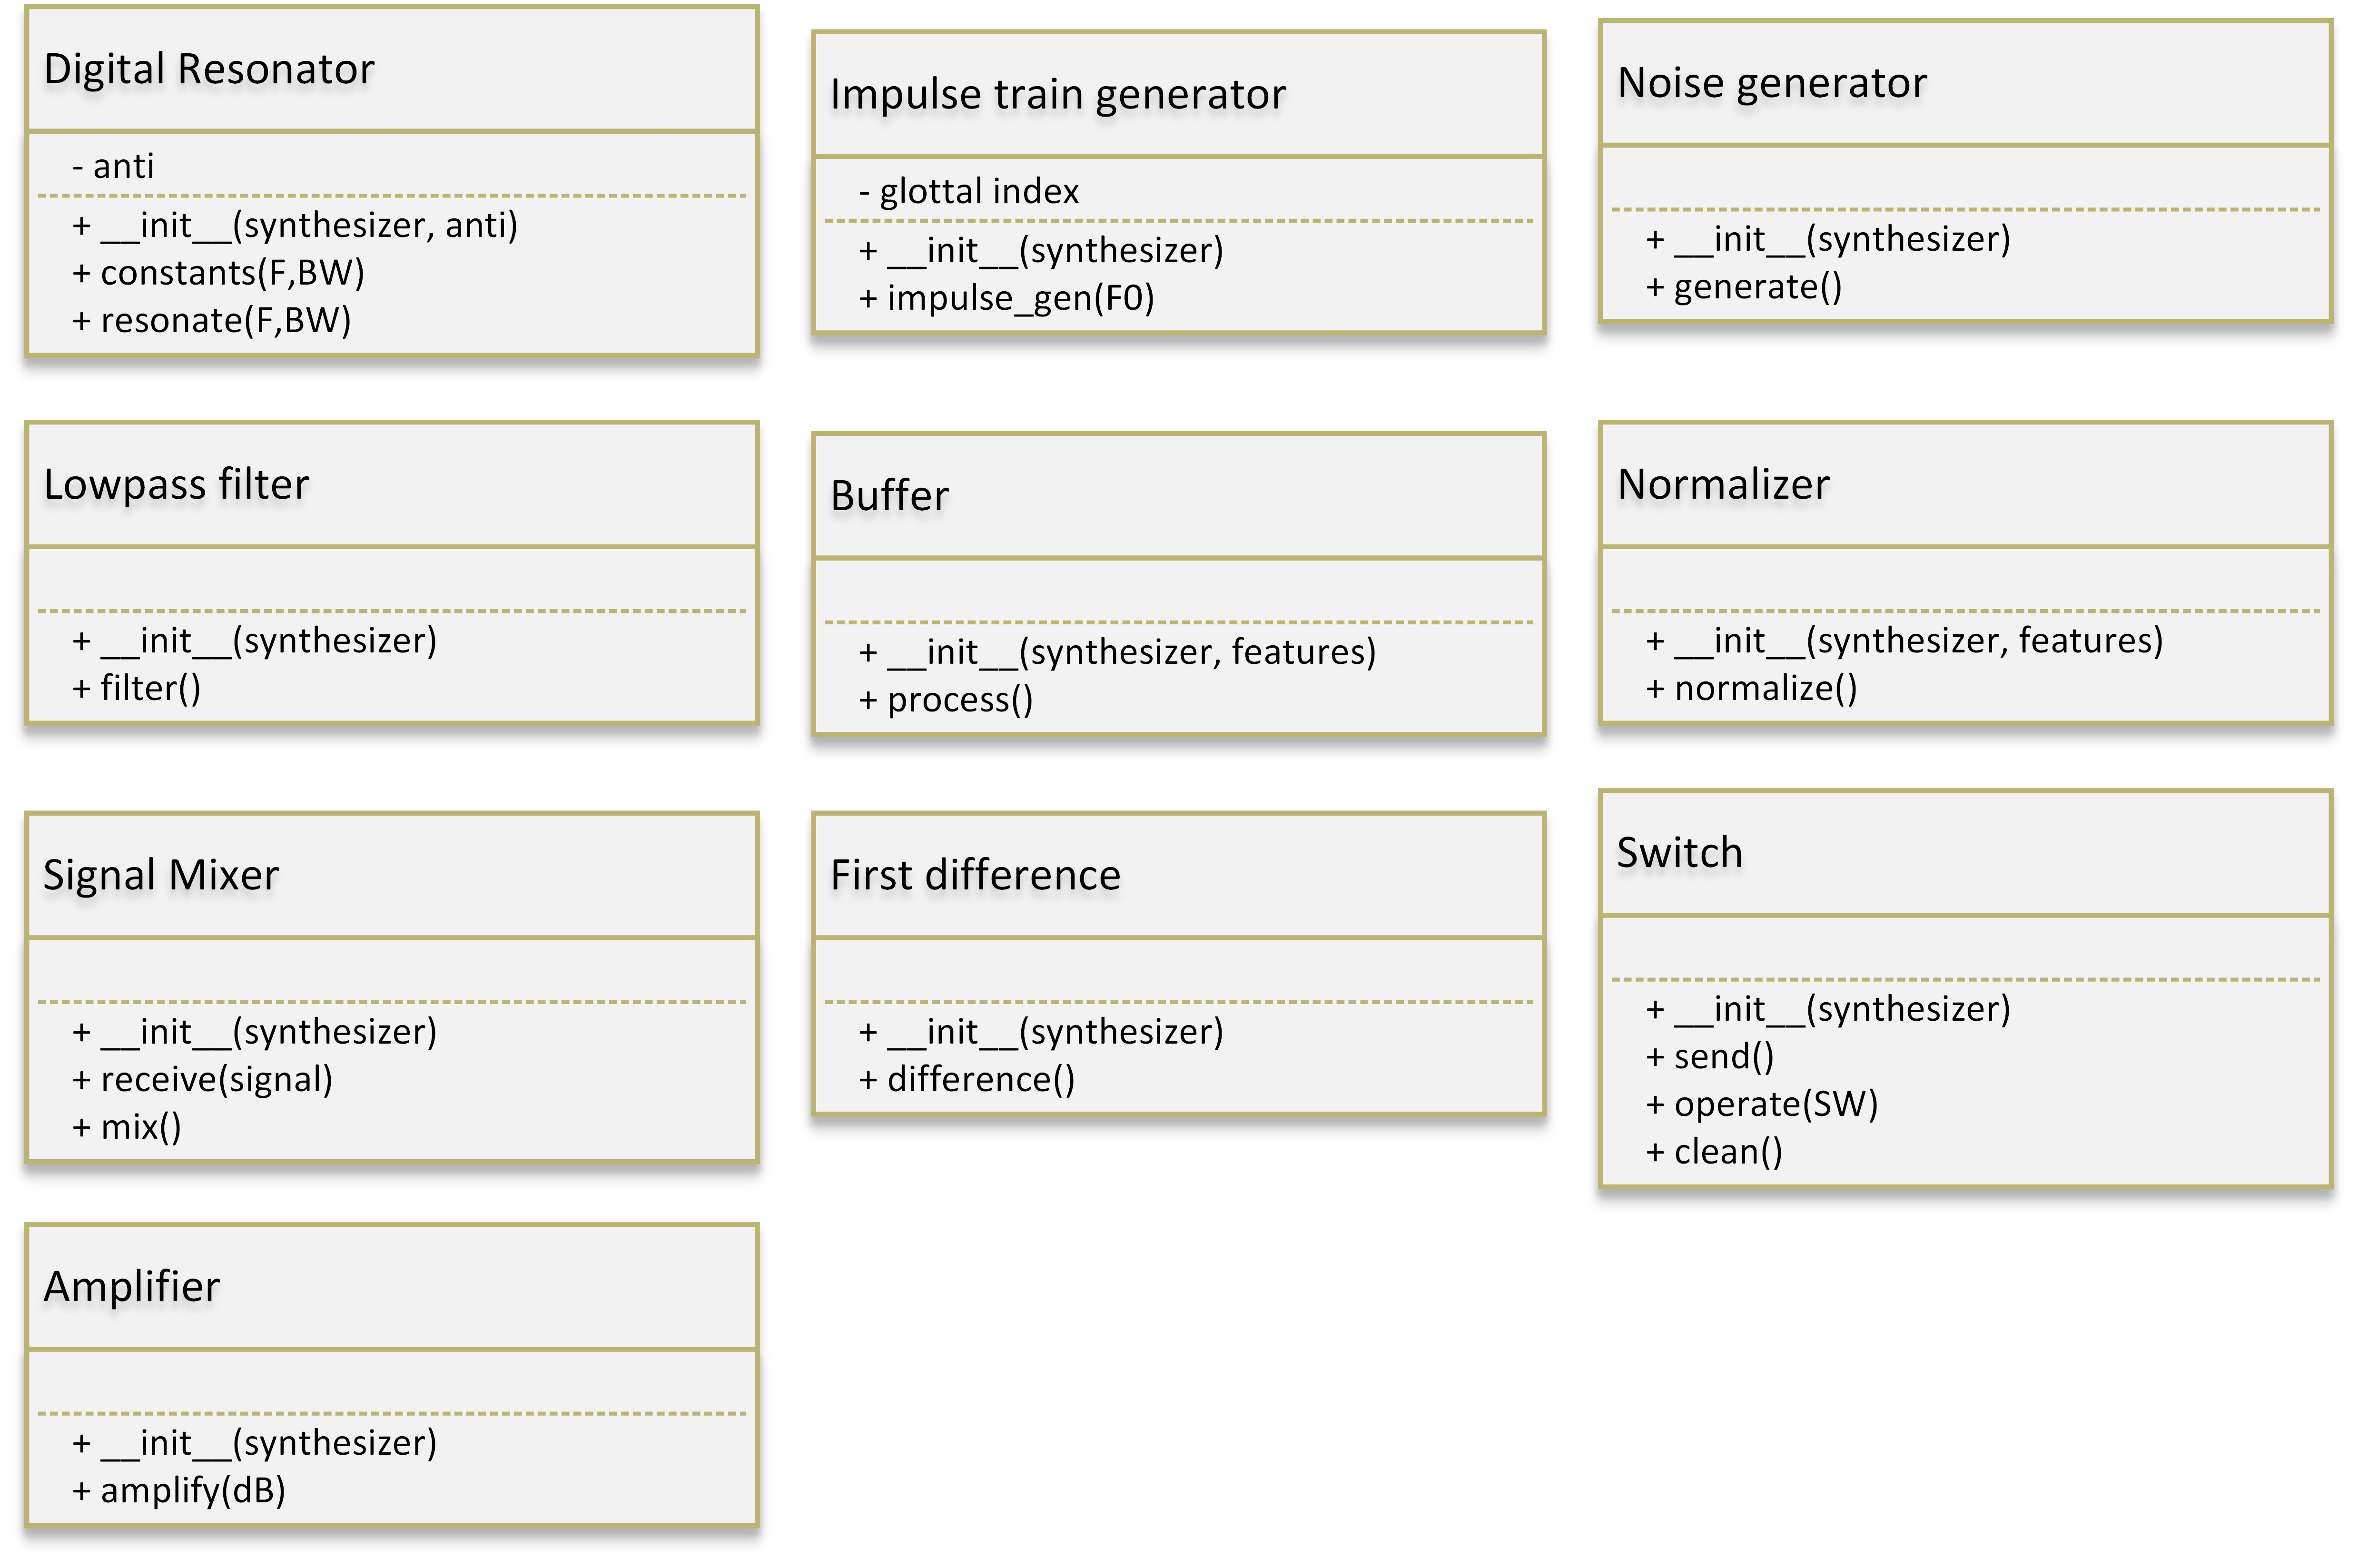 Digital Resonator
- anti
+ __init__(synthesizer, anti)
+ constants(F,BW)
+ resonate(F,BW)
Impulse train generator
- glottal index
+ __init__(synthesizer)
+ impulse_gen(F0)
Noise generator
+ __init__(synthesizer)
+ generate()
Lowpass filter
+ __init__(synthesizer)
+ filter()
Buffer
+ __init__(synthesizer, features)
+ process()
Normalizer
+ __init__(synthesizer, features)
+ normalize()
Signal Mixer
+ __init__(synthesizer)
+ receive(signal)
+ mix()
First difference
+ __init__(synthesizer)
+ difference()
Switch
+ __init__(synthesizer)
+ send()
+ operate(SW)
+ clean()
Amplifier
+ __init__(synthesizer)
+ amplify(dB)